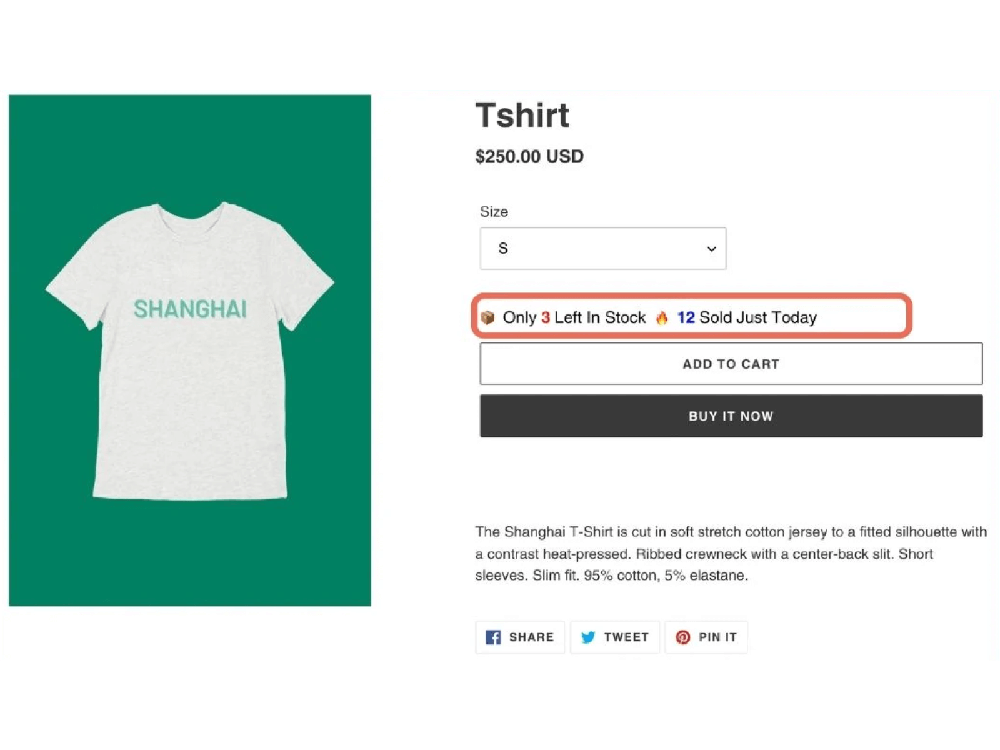 SHANGHAI
Tshirt
$250.00 USD
Size
S
📦 Only 3 Left In Stock 🔥 12 Sold Just Today
ADD TO CART
BUY IT NOW
The Shanghai T-Shirt is cut in soft stretch cotton jersey to a fitted silhouette with
a contrast heat-pressed. Ribbed crewneck with a center-back slit. Short
sleeves. Slim fit. 95% cotton, 5% elastane.
SHARE
TWEET
PIN IT